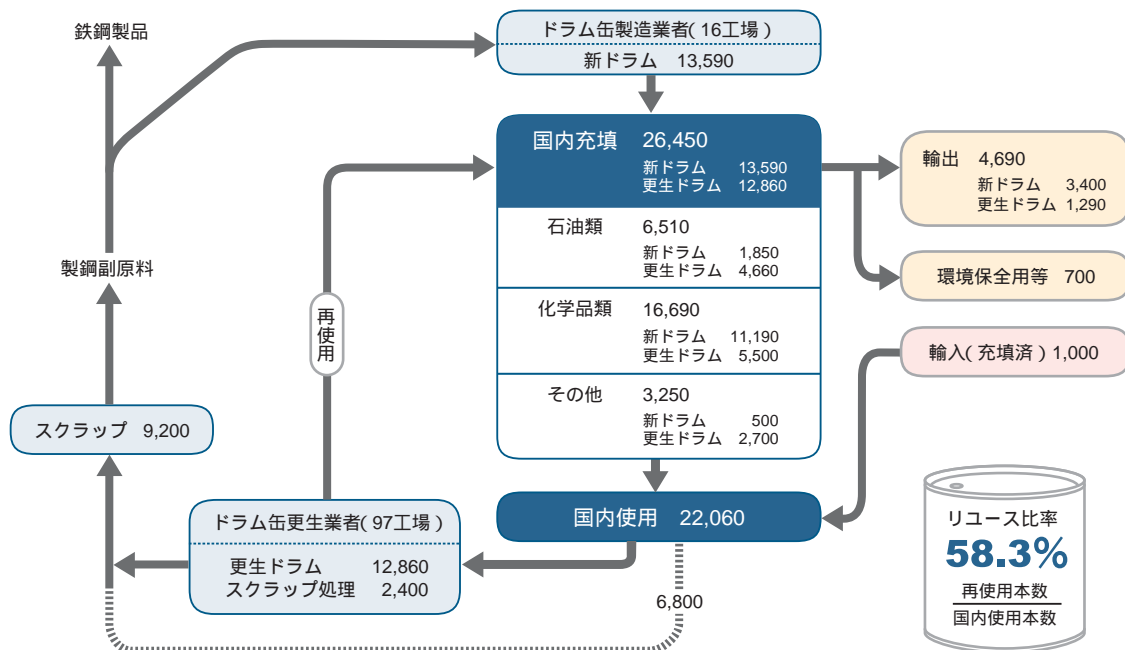 鉄鋼製品
ドラム缶製造業者(16工場)
新ドラム 13,590
国内充填 26,450
新ドラム 13,590
更生ドラム 12,860
石油類 6,510
新ドラム 1,850
更生ドラム 4,660
化学品類 16,690
新ドラム 11,190
更生ドラム 5,500
その他 3,250
新ドラム 500
更生ドラム 2,700
輸出 4,690
新ドラム 3,400
更生ドラム 1,290
環境保全用等 700
輸入(充填済)1,000
製鋼副原料
再使用
スクラップ 9,200
ドラム缶更生業者(97工場)
更生ドラム 12,860
スクラップ処理 2,400
国内使用 22,060
6,800
リユース比率
58.3%
再使用本数
国内使用本数